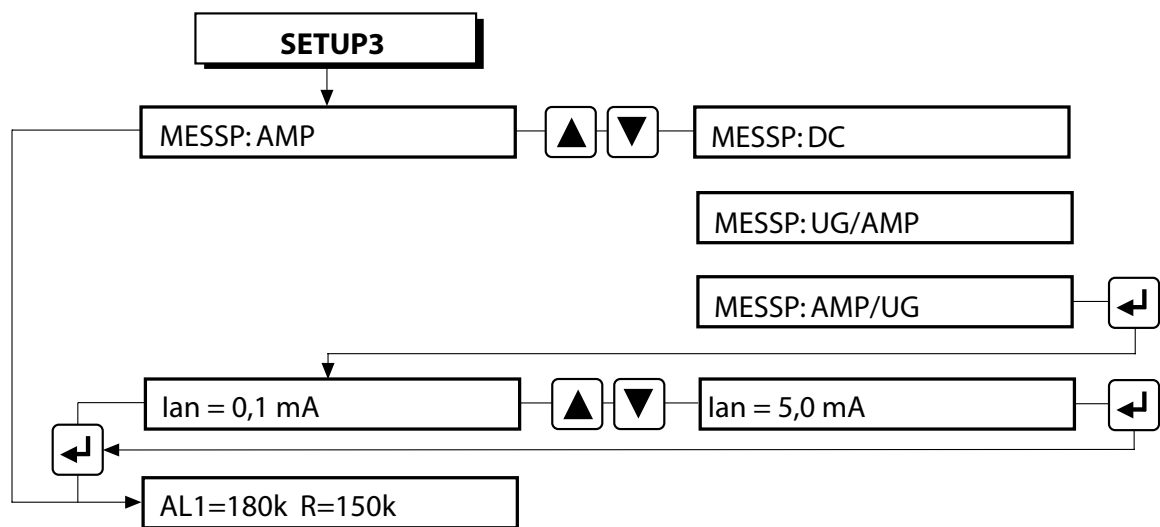 SETUP3
MESSP: AMP
MESSP: DC
MESSP: UG/AMP
MESSP: AMP/UG
Ian = 0,1 mA
Ian = 5,0 mA
AL1=180k R=150k